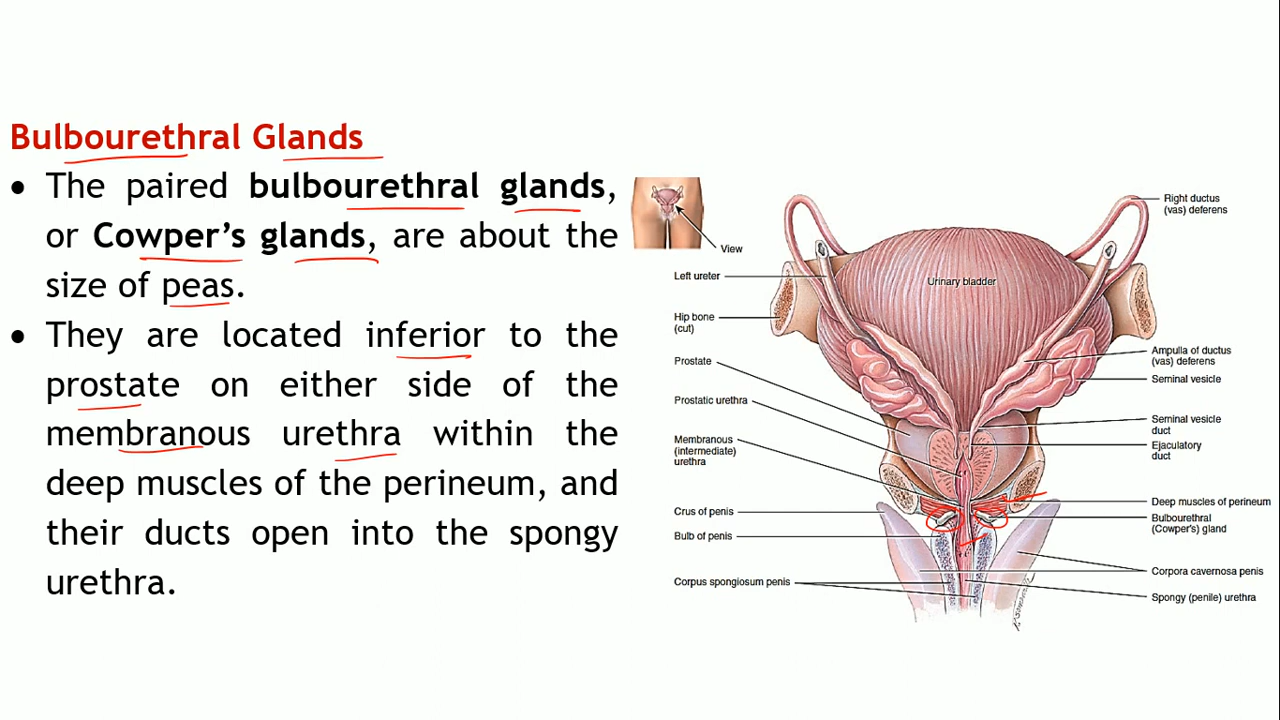 Bulbourethral Glands
• The paired bulbourethral glands,
or Cowper's glands, are about the
size of peas.
• They are located inferior to the
prostate on either side of the
membranous urethra within the
deep muscles of the perineum, and
their ducts open into the spongy
urethra.
View
Left ureter
Hip bone
(cut)
Prostate
Prostatic urethra
Membranous
(intermediate)
urethra
Crus of penis
Bulb of penis
Corpus spongiosum penis
Urinary bladder
Right ductus
(vas) deferens
Ampulla of ductus
(vas) deferens
Seminal vesicle
Seminal vesicle
duct
Ejaculatory
duct
Deep muscles of perineum
Bulbourethral
(Cowper's) gland
Corpora cavernosa penis
Spongy (penile) urethra